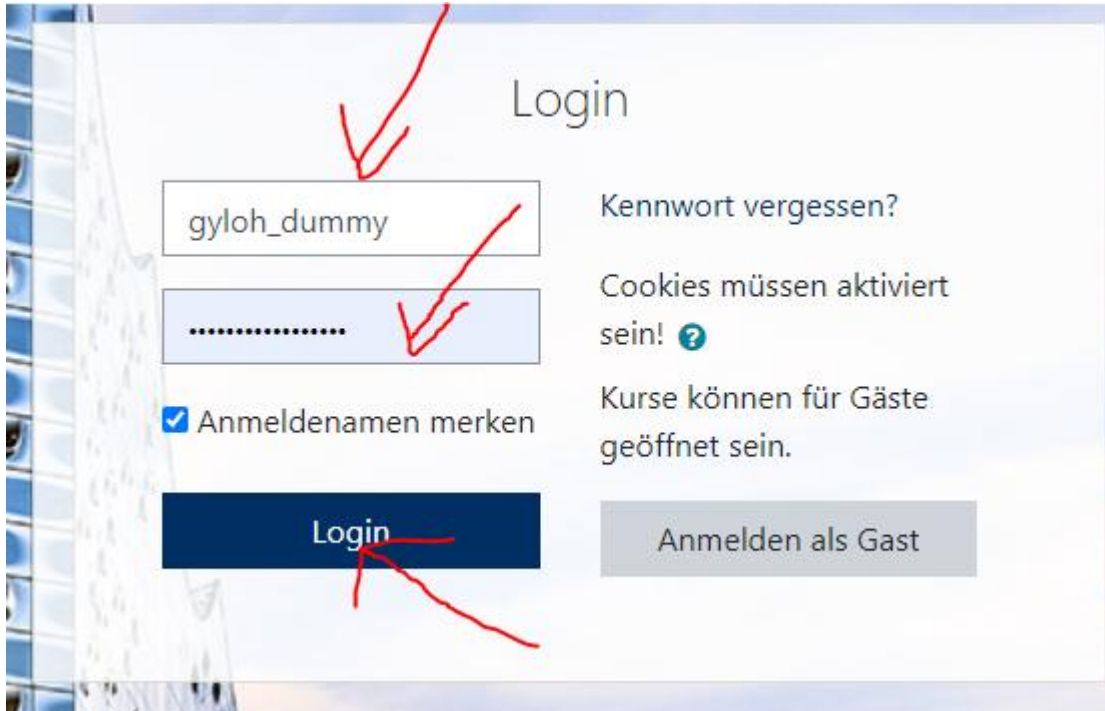 Login
gyloh_dummy
•••••••••••••••••
Anmeldenamen merken
Login
Kennwort vergessen?
Cookies müssen aktiviert
sein!
Kurse können für Gäste
geöffnet sein.
Anmelden als Gast